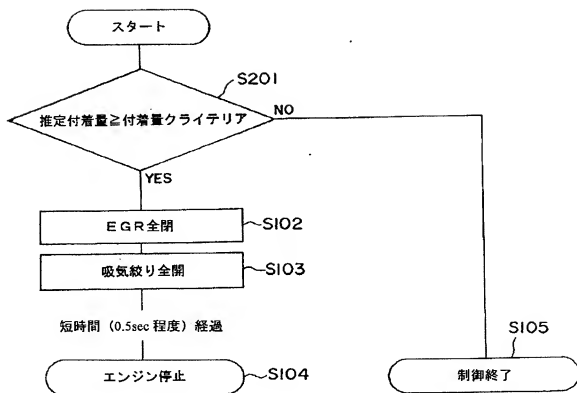 スタート
S201
推定付着量≧付着量クライテリア
NO
YES
EGR全閉
S102
吸気絞り全開
S103
短時間（0.5sec 程度）経過
S105
エンジン停止
S104
制御終了